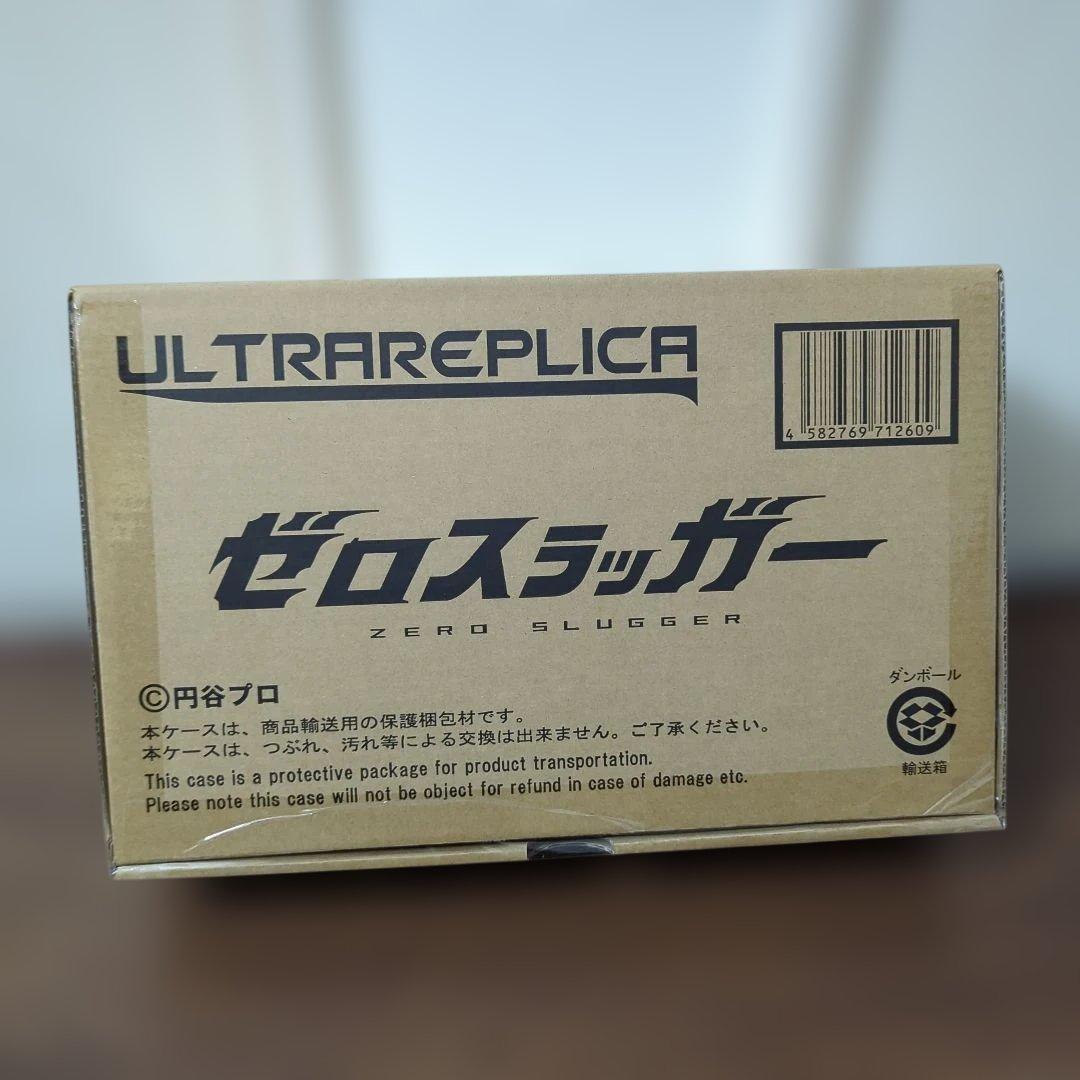 ULTRAREPLICA
4 582769 712609
ゼロスラッガー
ZERO SLUGGER
©円谷プロ
本ケースは、商品輸送用の保護梱包材です。
本ケースは、つぶれ、汚れ等による交換は出来ません。ご了承ください。
This case is a protective package for product transportation.
Please note this case will not be object for refund in case of damage etc.
ダンボール
輸送箱